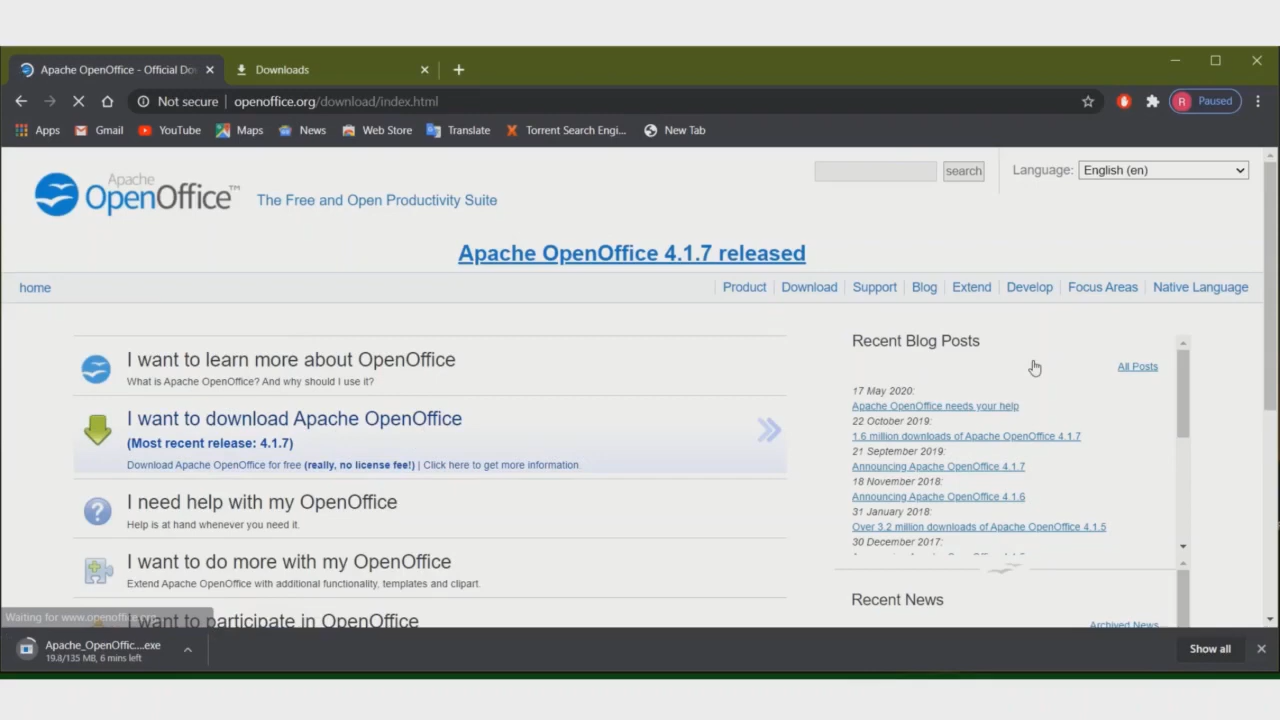 Apache OpenOffice - Official Do
Downloads
Not secure | openoffice.org/download/index.html
R Paused
Apps Gmail YouTube Maps News Web Store Translate Torrent Search Engi... New Tab
Apache
OpenOffice™ The Free and Open Productivity Suite
search
Language: English (en)
Apache OpenOffice 4.1.7 released
home
Product Download Support Blog Extend Develop Focus Areas Native Language
I want to learn more about OpenOffice
What is Apache OpenOffice? And why should I use it?
I want to download Apache OpenOffice
(Most recent release: 4.1.7)
Download Apache OpenOffice for free (really, no license fee!) | Click here to get more information
I need help with my OpenOffice
Help is at hand whenever you need it.
I want to do more with my OpenOffice
Extend Apache OpenOffice with additional functionality, templates and clipart.
I want to participate in OpenOffice
Recent Blog Posts
All Posts
17 May 2020:
Apache OpenOffice needs your help
22 October 2019:
1.6 million downloads of Apache OpenOffice 4.1.7
21 September 2019:
Announcing Apache OpenOffice 4.1.7
18 November 2018:
Announcing Apache OpenOffice 4.1.6
31 January 2018:
Over 3.2 million downloads of Apache OpenOffice 4.1.5
30 December 2017:
Recent News
Archived News
Waiting for www.openoffice.org...
Apache_OpenOffic....exe
19.8/135 MB, 6 mins left
Show all